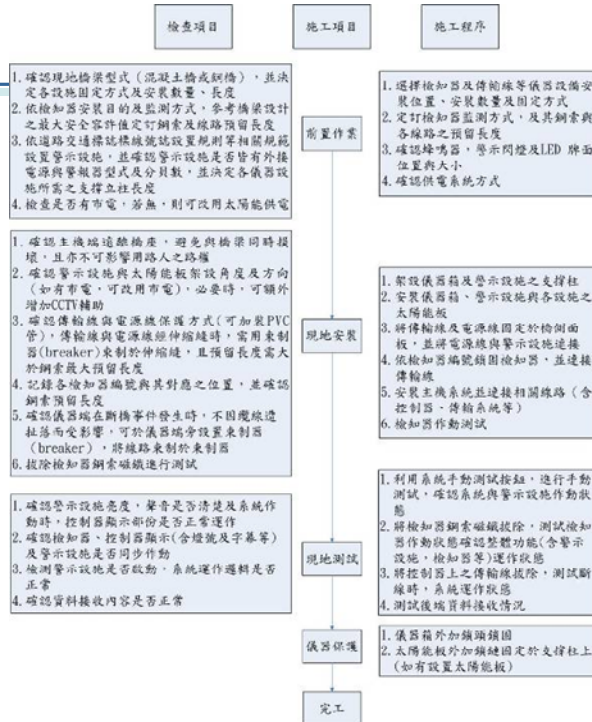 檢查項目
施工項目
施工程序
1. 確認現地橋梁型式（混凝土橋或鋼橋），並決
定各設施固定方式及安裝數量、長度
2. 依檢知器安裝目的及監測方式，參考橋梁設計
之最大安全容許值定訂鋼索及線路預留長度
3. 依道路交通標誌標線號誌設置規則等相關規範
設置警示設施，並確認警示設施是否皆有外接
電源與警報器型式及分貝數，並決定各儀器設
施所需之支撐立柱長度
4. 檢查是否有市電，若無，則可改用太陽能供電
前置作業
1. 選擇檢知器及傳輸線等儀器設備安
裝位置、安裝數量及固定方式
2. 定訂檢知器監測方式，及其鋼索與
各線路之預留長度
3. 確認蜂鳴器，警示閃燈及LED 牌面
位置與大小
4. 確認供電系統方式
1. 確認主機端遠離橋座，避免與橋梁同時損
壞，且亦不可影響用路人之路權
2. 確認警示設施與太陽能板架設角度及方向
（如有市電，可改用市電），必要時，可額外
增加CCTV輔助
3. 確認傳輸線與電源線保護方式(可加裝PVC
管)，傳輸線與電源線經伸縮縫時，需用束制
器(breaker)束制於伸縮縫，且預留長度需大
於鋼索最大預留長度
4. 記錄各檢知器編號與其對應之位置，並確認
鋼索預留長度
5. 確認儀器端在斷橋事件發生時，不因纜線遭
扯落而受影響，可於儀器端旁設置束制器
（breaker），將線路束制於束制器
6. 拔除檢知器鋼索磁鐵進行測試
現地安裝
1. 架設儀器箱及警示設施之支撐柱
2. 安裝儀器箱、警示設施與各設施之
太陽能板
3. 將傳輸線及電源線固定於橋側面
板，並將電源線與警示設施連接
4. 依檢知器編號鎖固檢知器，並連接
傳輸線
5. 安裝主機系統並連接相關線路（含
控制器、傳輸系統等）
6. 檢知器作動測試
1. 確認警示設施亮度，聲音是否清楚及系統作
動時，控制器顯示部份是否正常運作
2. 確認檢知器、控制器顯示(含燈號及字幕等)
及警示設施是否同步作動
3. 檢測警示設施是否啟動，系統運作邏輯是否
正常
4. 確認資料接收內容是否正常
現地測試
1. 利用系統手動測試按鈕，進行手動
測試，確認系統與警示設施作動狀
態
2. 將檢知器鋼索磁鐵拔除，測試檢知
器作動狀態確認整體功能(含警示
設施，檢知器等)運作狀態
3. 將控制器上之傳輸線拔除，測試斷
線時，系統運作狀態
4. 測試後端資料接收情況
儀器保護
1. 儀器箱外加鎖頭鎖固
2. 太陽能板外加鎖鏈固定於支撐柱上
(如有設置太陽能板)
完工